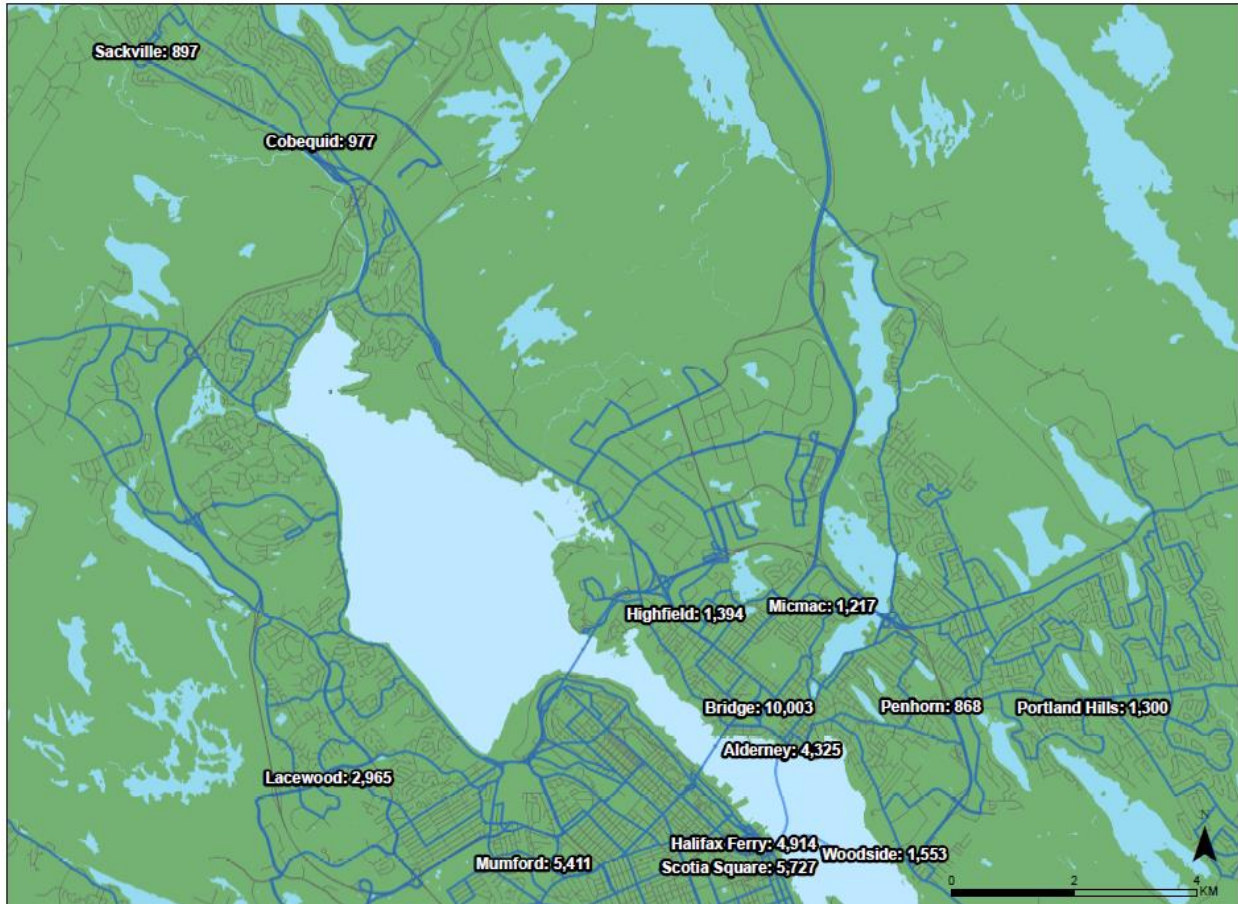 Sackville: 897
Cobequid: 977
Highfield: 1,394
Micmac: 1,217
Bridge: 10,003
Penhorn: 868
Portland Hills: 1,300
Alderney: 4,325
Lacewood: 2,965
Halifax Ferry: 4,914
Woodside: 1,553
Mumford: 5,411
Scotia Square: 5,727
N
0 2 4
KM